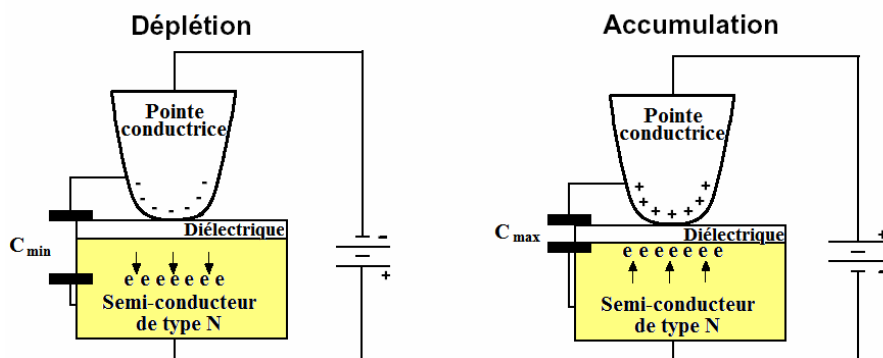 Déplétion
Pointe
conductrice
- - - - - - -
Diélectrique
C min
-
+
e e e e e e e
Semi-conducteur
de type N
Accumulation
Pointe
conductrice
+ + + + + + +
Diélectrique
C max
+
-
e e e e e e e
Semi-conducteur
de type N